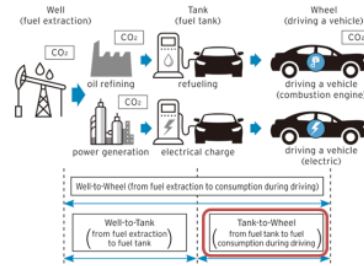 Well
(fuel extraction)
Tank
(fuel tank)
Wheel
(driving a vehicle)
CO₂
CO₂
CO₂
oil refining
refueling
driving a vehicle
(combustion engine)
CO₂
power generation
electrical charge
driving a vehicle
(electric)
Well-to-Wheel (from fuel extraction to consumption during driving)
Well-to-Tank
(from fuel extraction
to fuel tank)
Tank-to-Wheel
(from fuel tank to fuel
consumption during driving)